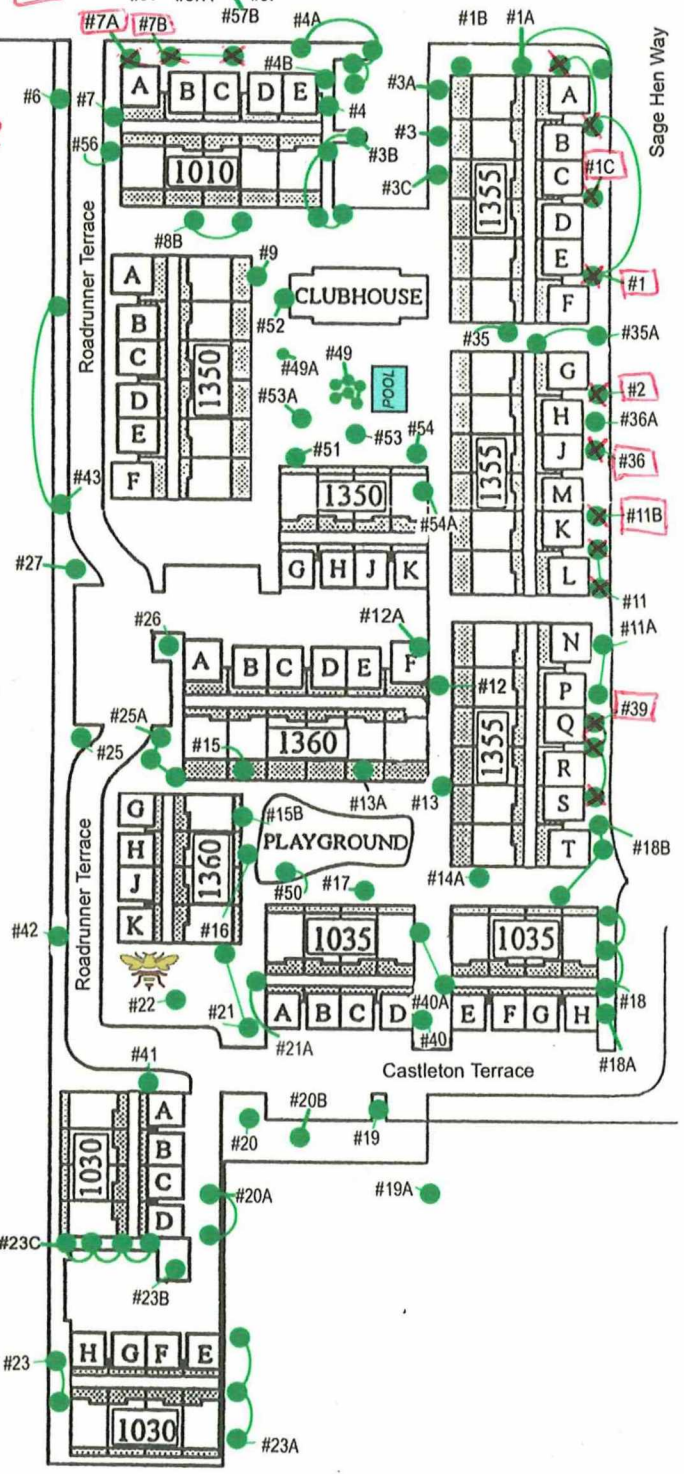 #57B
#4A
#1B
#1A
#7A
#7B
Sage Hen Way
#6
#7
A
B
C
D
E
#4B
#4
#3A
A
#56
1010
#3B
#3
#3C
1355
B
C
#1C
D
E
F
#1
Roadrunner Terrace
#8B
#9
A
B
C
D
E
F
1350
CLUBHOUSE
#52
#35
#35A
#49A
#49
POOL
#53A
#53
#54
#51
1350
#54A
G
H
J
K
G
H
J
M
K
L
1355
#2
#36A
#36
#11B
#11
#43
#27
#26
#12A
A
B
C
D
E
F
#12
N
P
Q
R
S
T
1355
#11A
#39
#25A
#25
#15
1360
#13A
#13
#18B
Roadrunner Terrace
G
H
J
K
1360
#15B
PLAYGROUND
#16
#50
#17
#14A
#42
1035
1035
#22
#21
#21A
A
B
C
D
#40A
#40
E
F
G
H
#18
#18A
Castleton Terrace
#41
1030
A
B
C
D
#20
#20B
#19
#20A
#19A
#23C
#23B
H
G
F
E
#23
1030
#23A